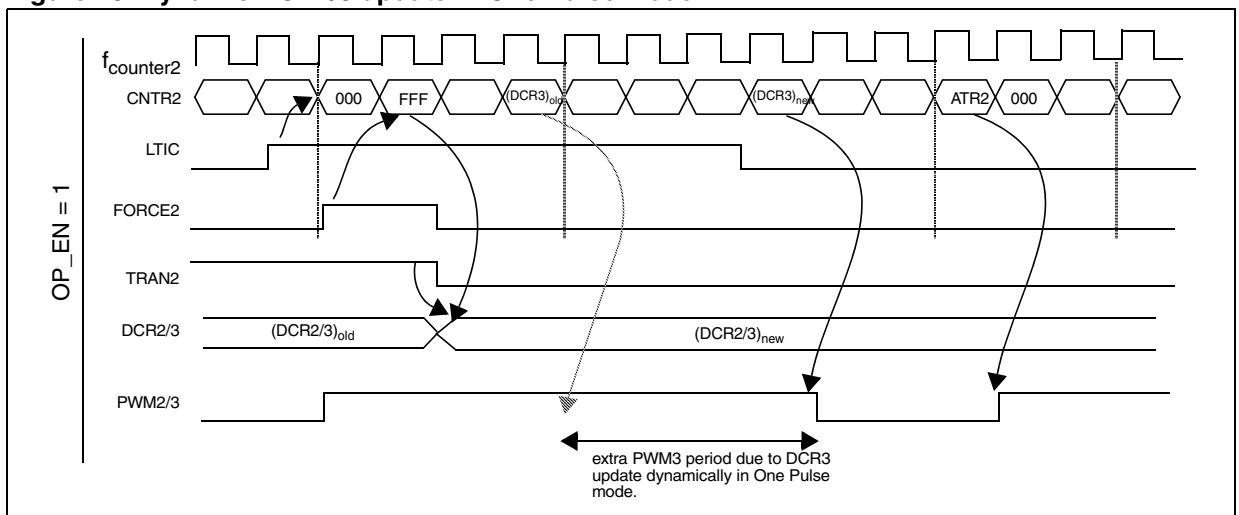 f counter2
CNTR2
000
FFF
(DCR3)old
(DCR3)new
ATR2
000
LTIC
OP_EN = 1
FORCE2
TRAN2
DCR2/3
(DCR2/3)old
(DCR2/3)new
PWM2/3
extra PWM3 period due to DCR3
update dynamically in One Pulse
mode.